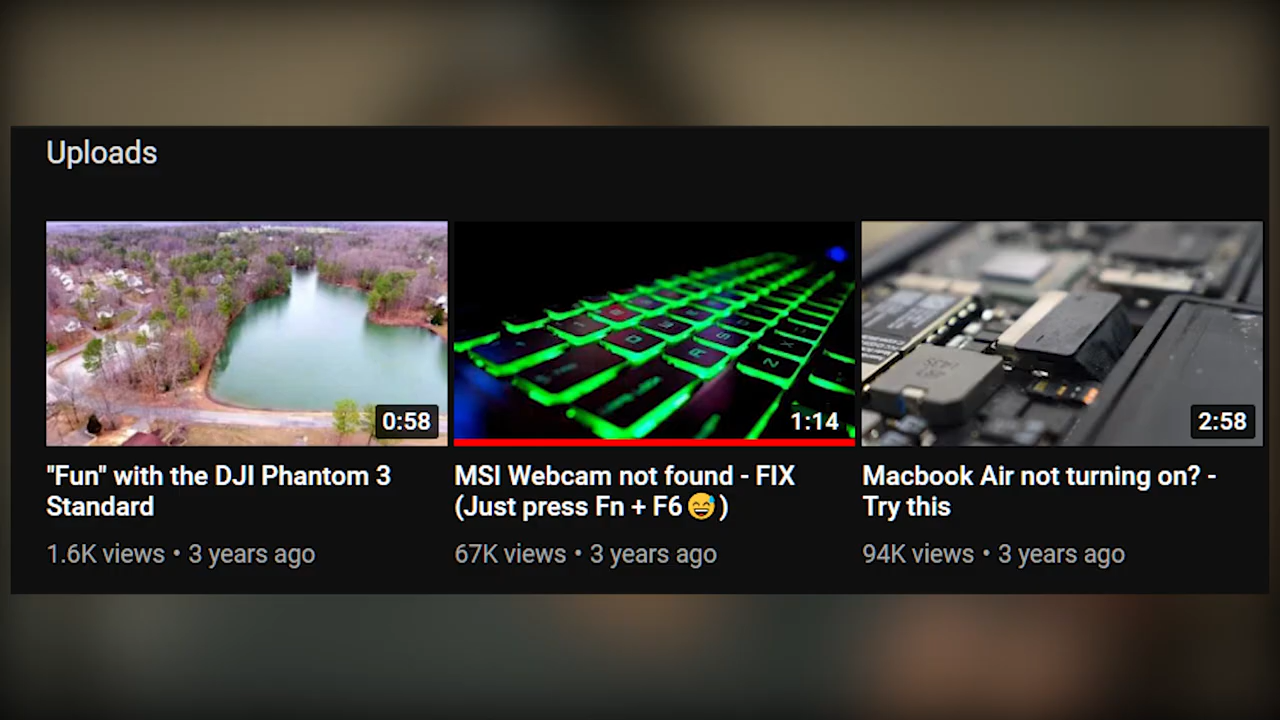 Uploads
0:58
1:14
2:58
"Fun" with the DJI Phantom 3
Standard
1.6K views • 3 years ago
MSI Webcam not found - FIX
(Just press Fn + F6 😅)
67K views • 3 years ago
Macbook Air not turning on? -
Try this
94K views • 3 years ago